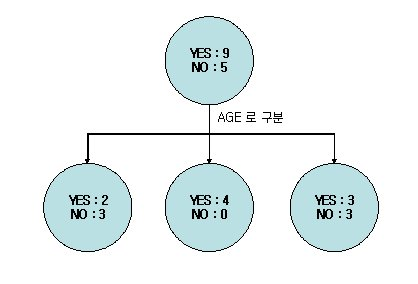 YES : 9
NO : 5
AGE 로 구분
YES : 2
NO : 3
YES : 4
NO : 0
YES : 3
NO : 3